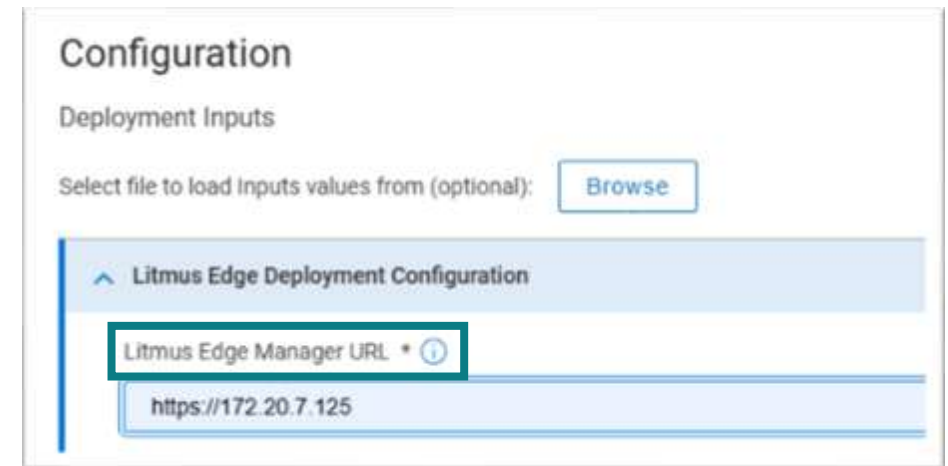 Configuration
Deployment Inputs
Select file to load Inputs values from (optional): Browse
Litmus Edge Deployment Configuration
Litmus Edge Manager URL *
https://172.20.7.125